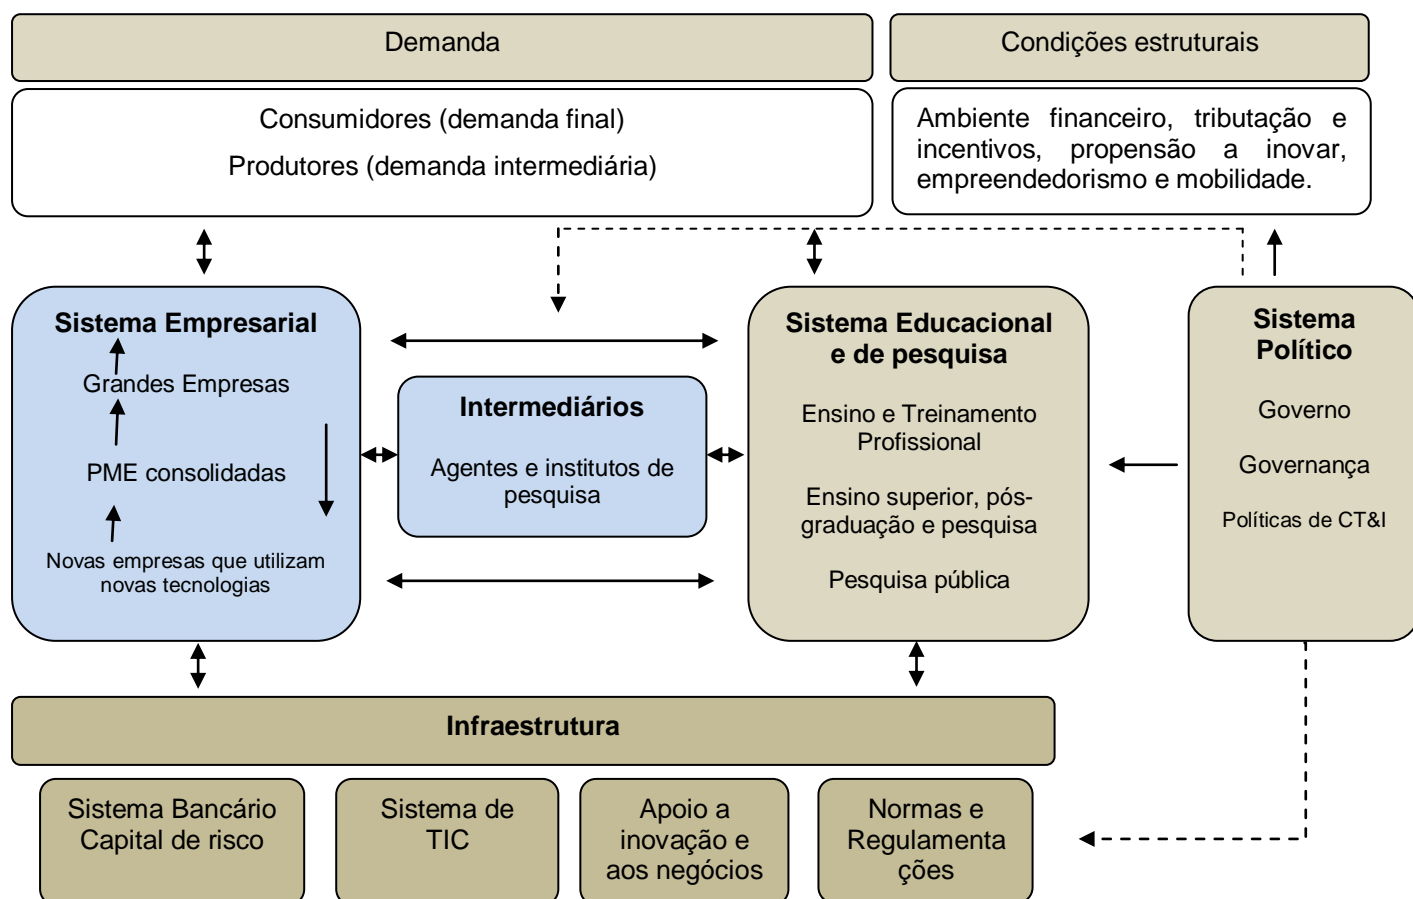 Demanda
Condições estruturais
Consumidores (demanda final)
Produtores (demanda intermediária)
Ambiente financeiro, tributação e
incentivos, propensão a inovar,
empreendedorismo e mobilidade.
Sistema Empresarial
Grandes Empresas
PME consolidadas
Novas empresas que utilizam
novas tecnologias
Intermediários
Agentes e institutos de
pesquisa
Sistema Educacional
e de pesquisa
Ensino e Treinamento
Profissional
Ensino superior, pós-
graduação e pesquisa
Pesquisa pública
Sistema
Político
Governo
Governança
Políticas de CT&I
Infraestrutura
Sistema Bancário
Capital de risco
Sistema de
TIC
Apoio a
inovação e
aos negócios
Normas e
Regulamenta
ções